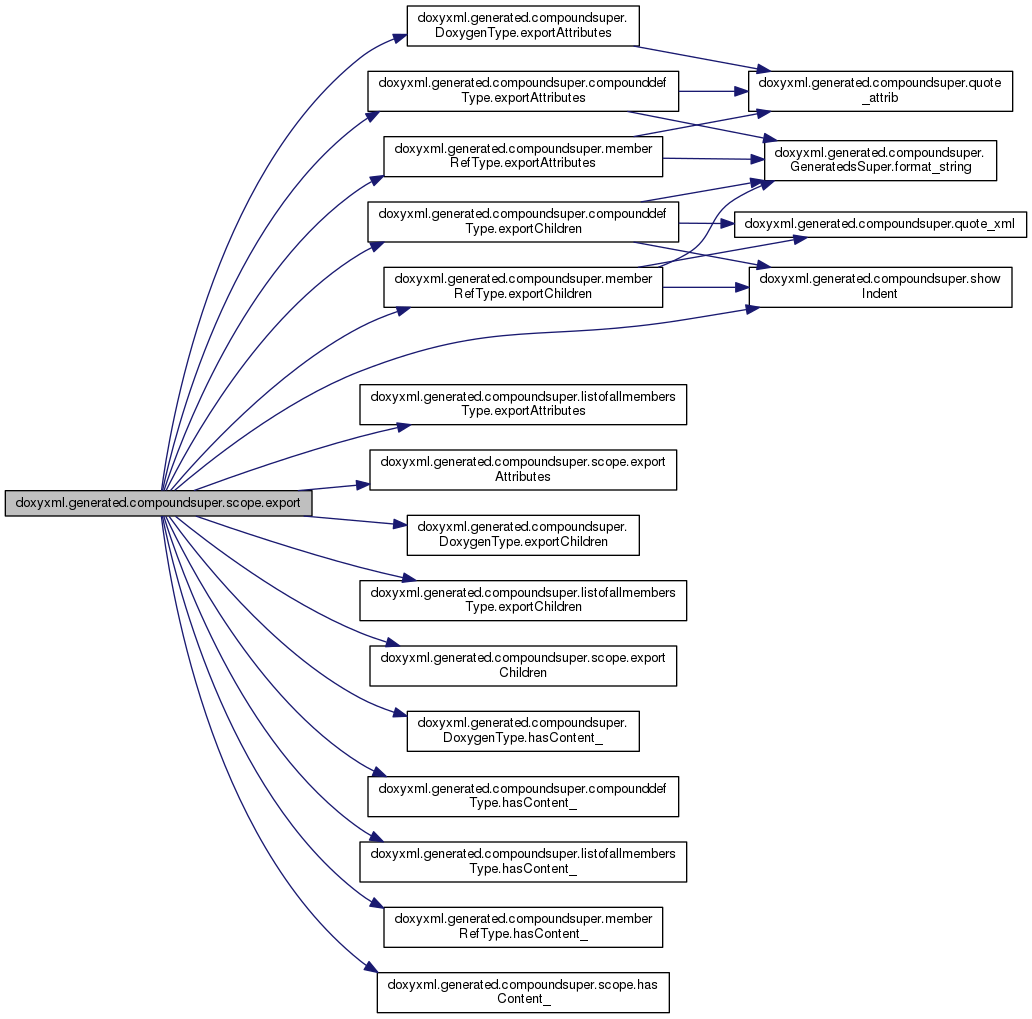 doxyxml.generated.compoundsuper.
DoxygenType.exportAttributes
doxyxml.generated.compoundsuper.compounddef
Type.exportAttributes
doxyxml.generated.compoundsuper.quote
_attrib
doxyxml.generated.compoundsuper.member
RefType.exportAttributes
doxyxml.generated.compoundsuper.
GeneratedsSuper.format_string
doxyxml.generated.compoundsuper.compounddef
Type.exportChildren
doxyxml.generated.compoundsuper.quote_xml
doxyxml.generated.compoundsuper.member
RefType.exportChildren
doxyxml.generated.compoundsuper.show
Indent
doxyxml.generated.compoundsuper.listofallmembers
Type.exportAttributes
doxyxml.generated.compoundsuper.scope.export
Attributes
doxyxml.generated.compoundsuper.scope.export
doxyxml.generated.compoundsuper.
DoxygenType.exportChildren
doxyxml.generated.compoundsuper.listofallmembers
Type.exportChildren
doxyxml.generated.compoundsuper.scope.export
Children
doxyxml.generated.compoundsuper.
DoxygenType.hasContent_
doxyxml.generated.compoundsuper.compounddef
Type.hasContent_
doxyxml.generated.compoundsuper.listofallmembers
Type.hasContent_
doxyxml.generated.compoundsuper.member
RefType.hasContent_
doxyxml.generated.compoundsuper.scope.has
Content_